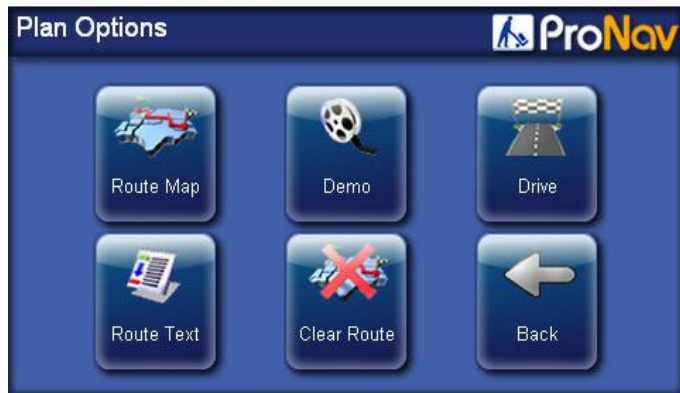 Plan Options
ProNav
Route Map
Demo
Drive
Route Text
Clear Route
Back